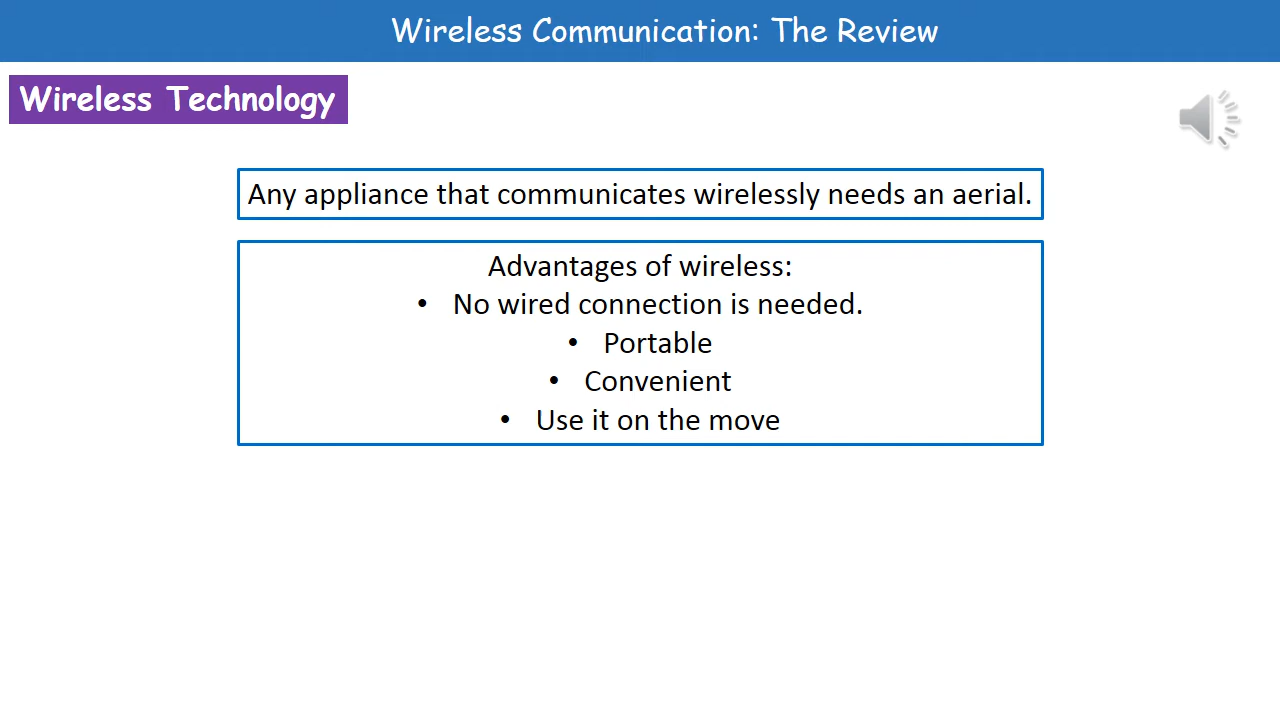 Wireless Communication: The Review
Wireless Technology
Any appliance that communicates wirelessly needs an aerial.
Advantages of wireless:
• No wired connection is needed.
• Portable
• Convenient
• Use it on the move